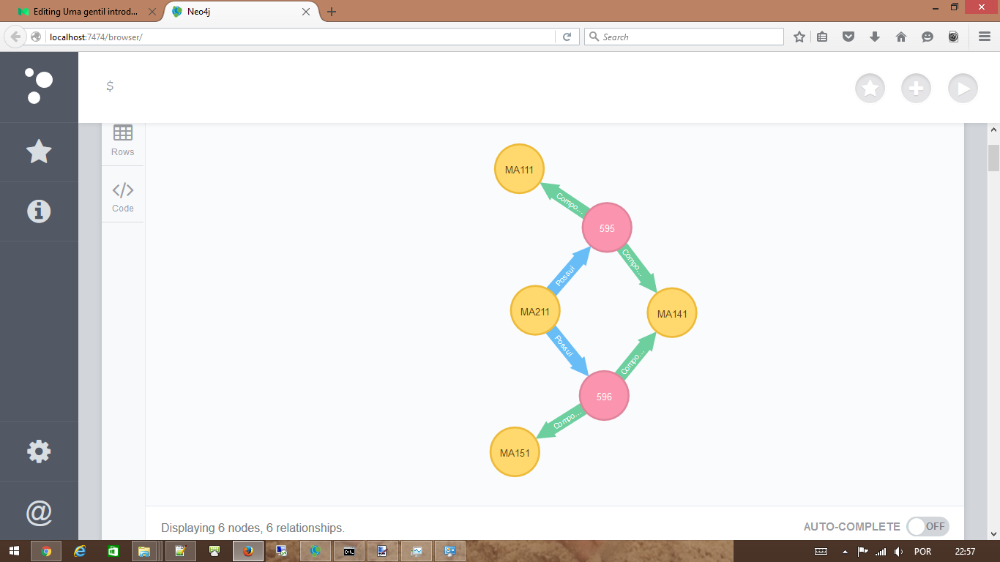 Editing Uma gentil introd...
Neo4j
localhost:7474/browser/
Search
$
Rows
Code
MA111
Compo...
595
Compo...
Possui
MA211
MA141
Possui
Compo...
596
Compo...
MA151
Displaying 6 nodes, 6 relationships.
AUTO-COMPLETE OFF
POR
22:57